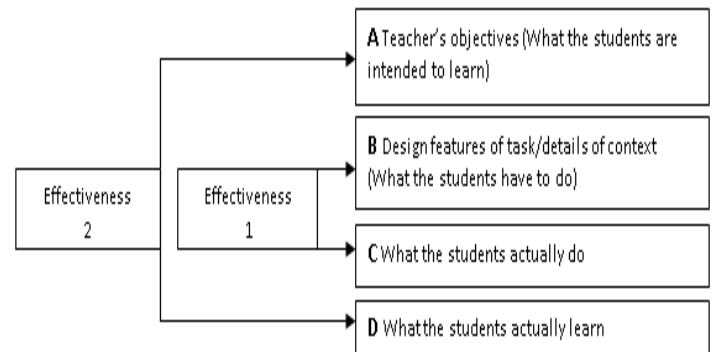 A Teacher's objectives (What the students are
intended to learn)
B Design features of task/details of context
(What the students have to do)
Effectiveness
2
Effectiveness
1
C What the students actually do
D What the students actually learn